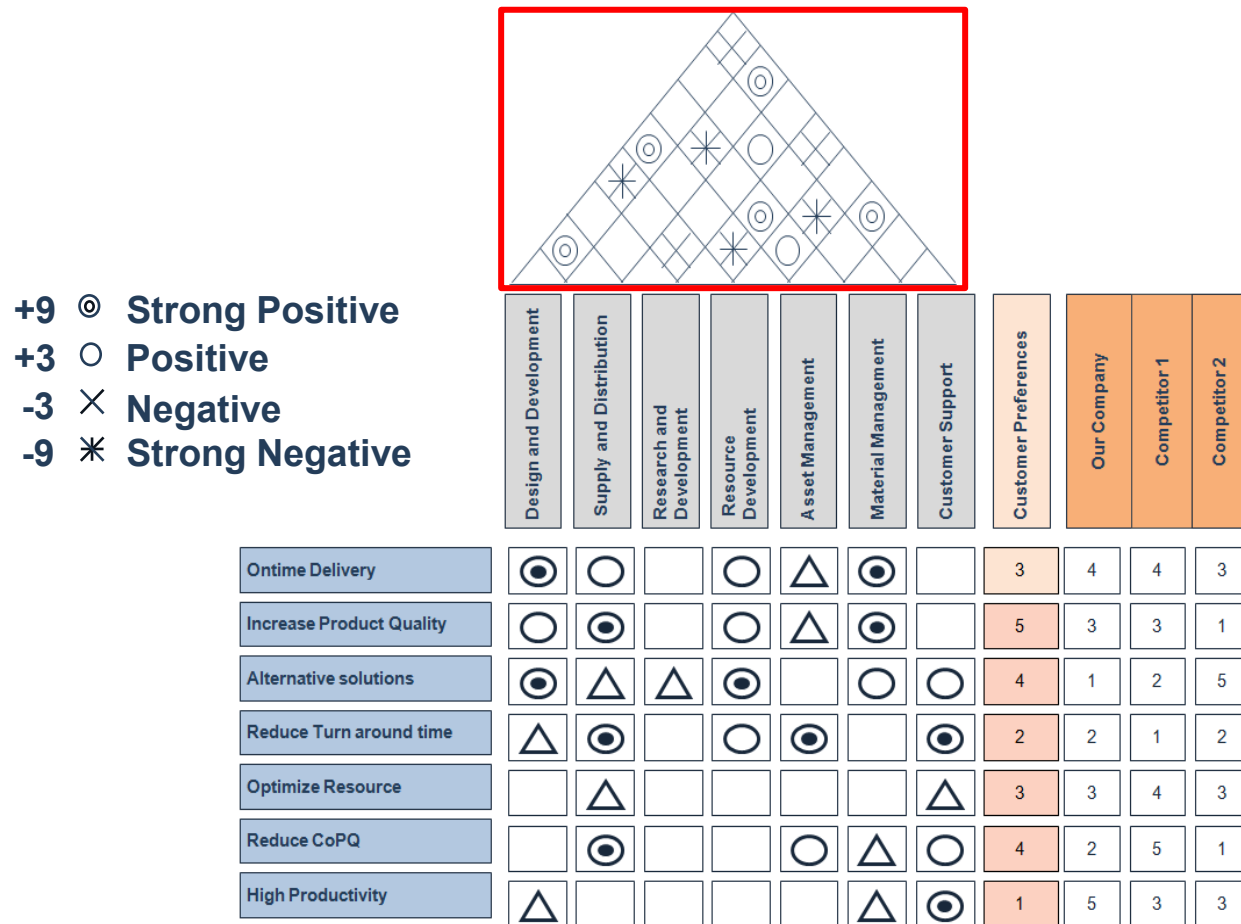 +9 Strong Positive
+3 Positive
-3 Negative
-9 Strong Negative
Design and Development
Supply and Distribution
Research and
Development
Resource
Development
Asset Management
Material Management
Customer Support
Customer Preferences
Our Company
Competitor 1
Competitor 2
Ontime Delivery 3 4 4 3
Increase Product Quality 5 3 3 1
Alternative solutions 4 1 2 5
Reduce Turn around time 2 2 1 2
Optimize Resource 3 3 4 3
Reduce CoPQ 4 2 5 1
High Productivity 1 5 3 3